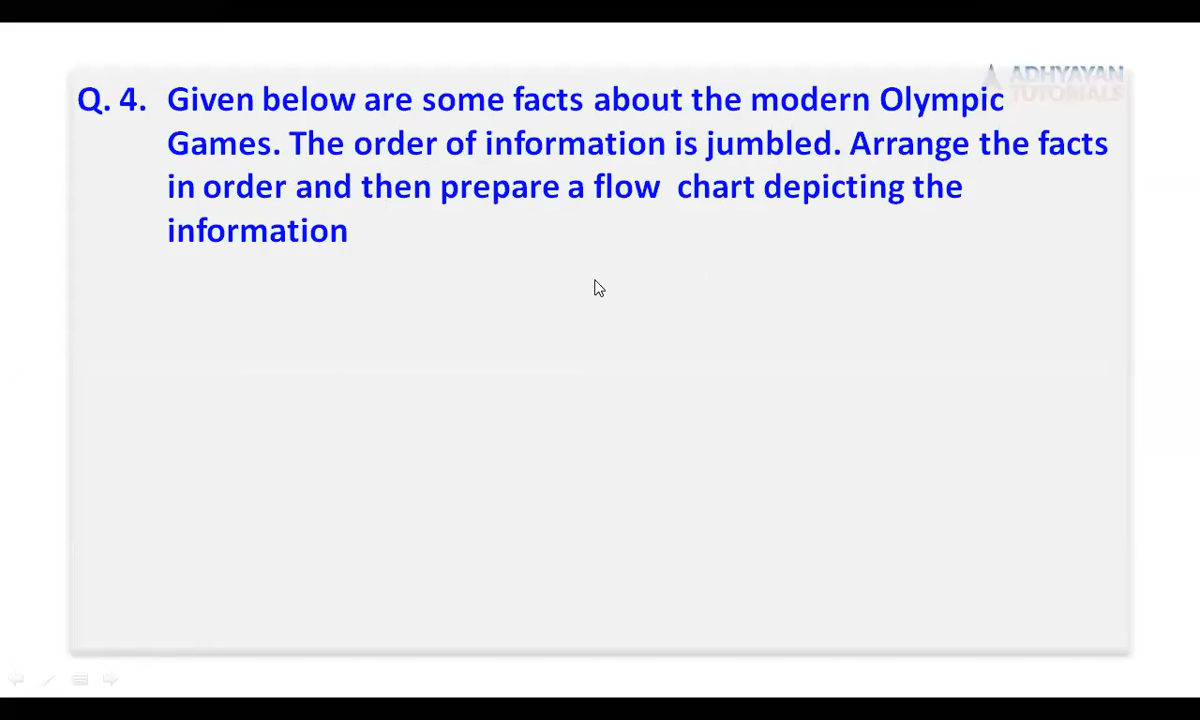 ADHYAYAN
TUTORIALS
Q. 4. Given below are some facts about the modern Olympic
Games. The order of information is jumbled. Arrange the facts
in order and then prepare a flow chart depicting the
information